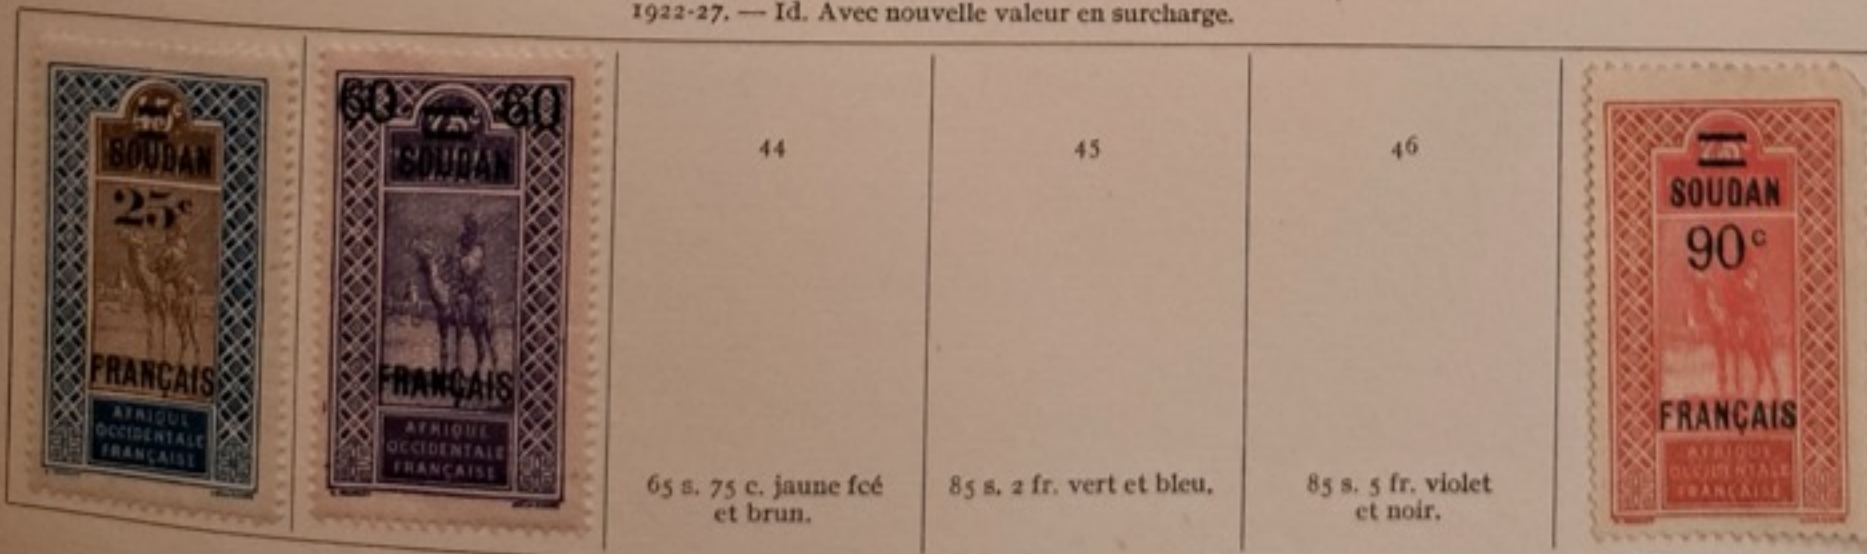 1922-27. — Id. Avec nouvelle valeur en surcharge.
SOUDAN
25c
FRANÇAIS
AFRIQUE
OCCIDENTALE
FRANÇAISE
60 60
75c
SOUDAN
FRANÇAIS
AFRIQUE
OCCIDENTALE
FRANÇAISE
44
65 s. 75 c. jaune fcé
et brun.
45
85 s. 2 fr. vert et bleu.
46
85 s. 5 fr. violet
et noir.
SOUDAN
90c
FRANÇAIS
AFRIQUE
OCCIDENTALE
FRANÇAISE